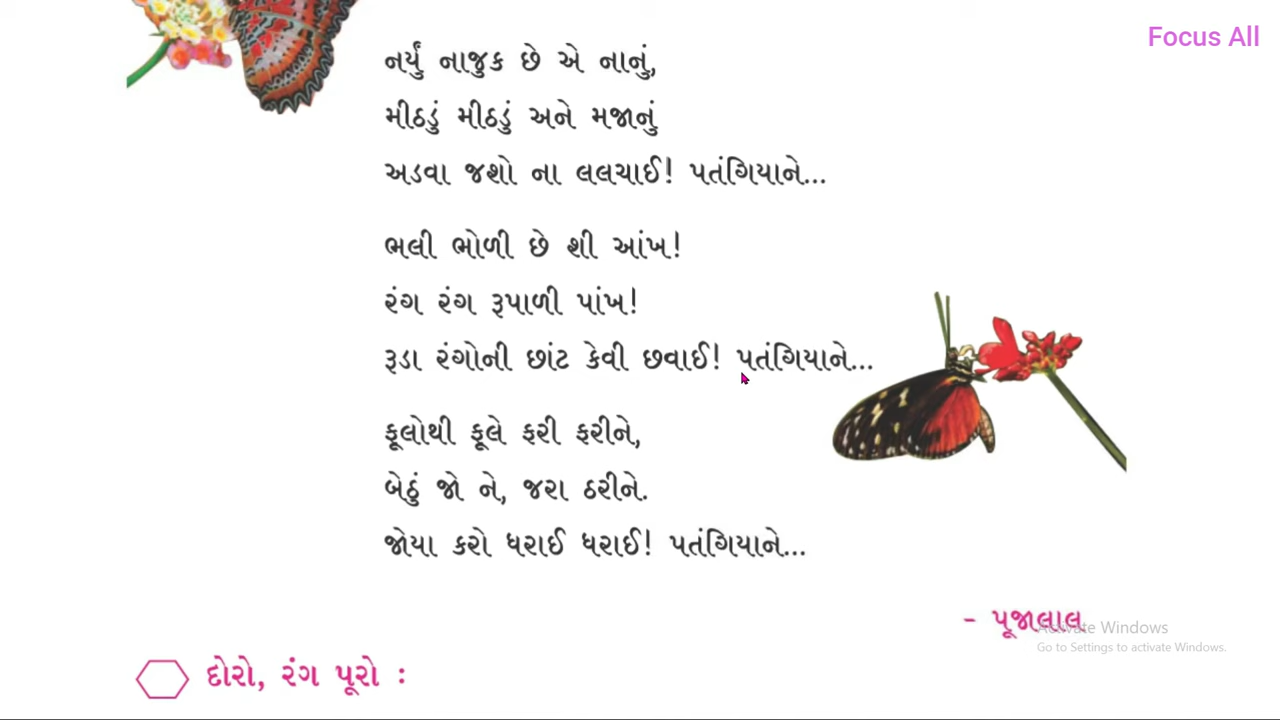 Focus All
નર્યું નાજુક છે એ નાનું,
મીઠડું મીઠડું અને મજાનું
અડવા જશો ના લલચાઈ! પતંગિયાને...
ભલી ભોળી છે શી આંખ!
રંગ રંગ રૂપાળી પાંખ!
રૂડા રંગોની છાંટ કેવી છવાઈ! પતંગિયાને...
ફૂલોથી ફૂલે ફરી ફરીને,
બેઠું જો ને, જરા ઠરીને.
જોયા કરો ધરાઈ ધરાઈ! પતંગિયાને...
- પૂજાલાલ
Activate Windows
Go to Settings to activate Windows.
દોરો, રંગ પૂરો :